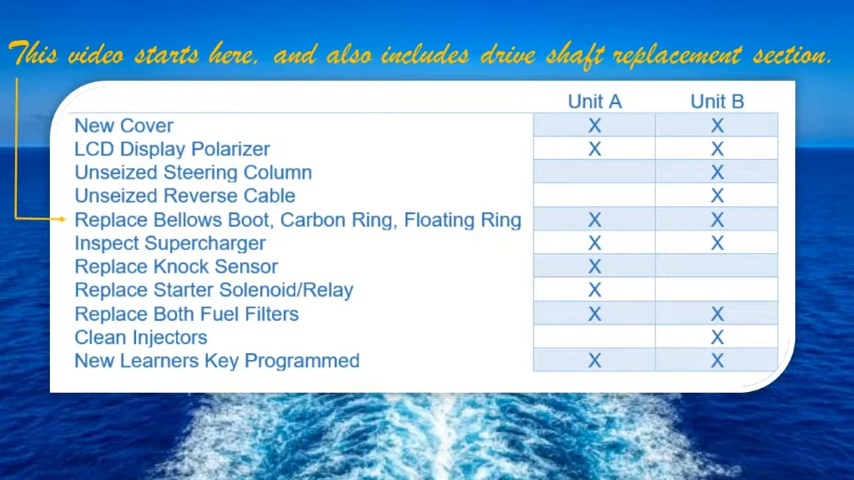 This video starts here, and also includes drive shaft replacement section.
Unit A Unit B
New Cover X X
LCD Display Polarizer X X
Unseized Steering Column X
Unseized Reverse Cable X
Replace Bellows Boot, Carbon Ring, Floating Ring X X
Inspect Supercharger X X
Replace Knock Sensor X
Replace Starter Solenoid/Relay X
Replace Both Fuel Filters X X
Clean Injectors X
New Learners Key Programmed X X